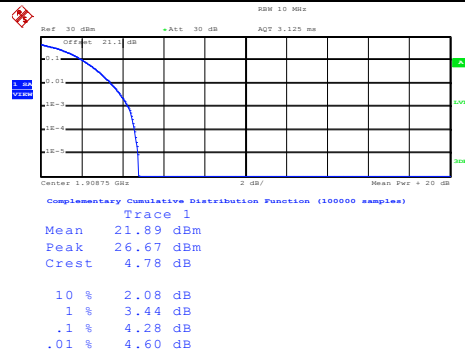 RBW 10 MHz
Ref 30 dBm *Att 30 dB AQT 3.125 ms
Offset 21.1 dB
0.1
A
1 SA
VIEW
0.01
1E-3
LVL
1E-4
1E-5
3DB
Center 1.90875 GHz 2 dB/ Mean Pwr + 20 dB
Complementary Cumulative Distribution Function (100000 samples)
Trace 1
Mean 21.89 dBm
Peak 26.67 dBm
Crest 4.78 dB
10 % 2.08 dB
1 % 3.44 dB
.1 % 4.28 dB
.01 % 4.60 dB